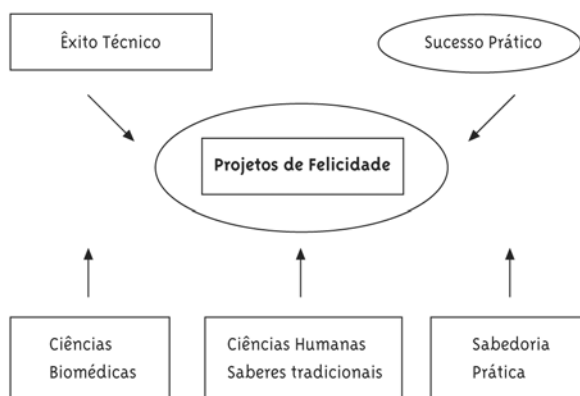 Êxito Técnico
Sucesso Prático
Projetos de Felicidade
Ciências
Biomédicas
Ciências Humanas
Saberes tradicionais
Sabedoria
Prática